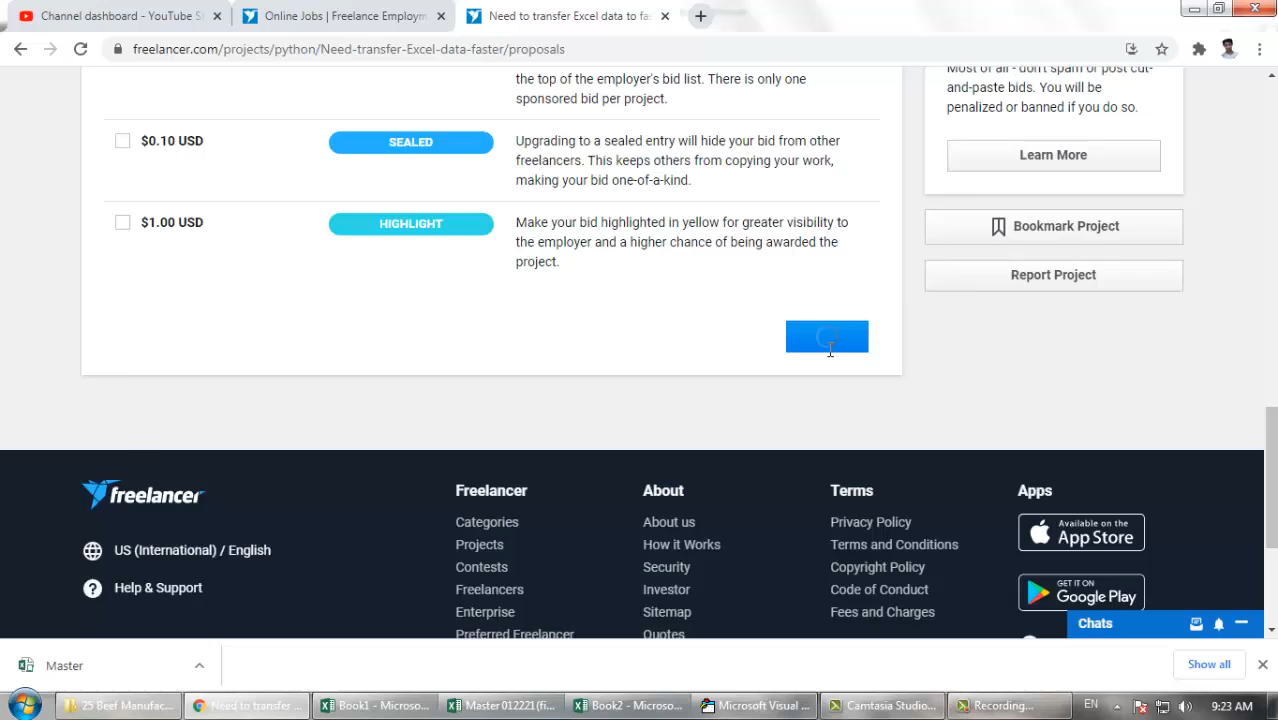 Channel dashboard - YouTube St
Online Jobs | Freelance Employm
Need to transfer Excel data to fa
freelancer.com/projects/python/Need-transfer-Excel-data-faster/proposals
the top of the employer's bid list. There is only one
sponsored bid per project.
$0.10 USD
SEALED
Upgrading to a sealed entry will hide your bid from other
freelancers. This keeps others from copying your work,
making your bid one-of-a-kind.
$1.00 USD
HIGHLIGHT
Make your bid highlighted in yellow for greater visibility to
the employer and a higher chance of being awarded the
project.
Most of all - don't spam or post cut-
and-paste bids. You will be
penalized or banned if you do so.
Learn More
Bookmark Project
Report Project
freelancer
US (International) / English
Help & Support
Freelancer
Categories
Projects
Contests
Freelancers
Enterprise
Preferred Freelancer
About
About us
How it Works
Security
Investor
Sitemap
Quotes
Terms
Privacy Policy
Terms and Conditions
Copyright Policy
Code of Conduct
Fees and Charges
Apps
Available on the
App Store
GET IT ON
Google Play
Chats
Master
Show all
25 Beef Manufac...
Need to transfer ...
Book1 - Microso...
Master 012221(fi...
Book2 - Microso...
Microsoft Visual ...
Camtasia Studio...
Recording...
EN
9:23 AM